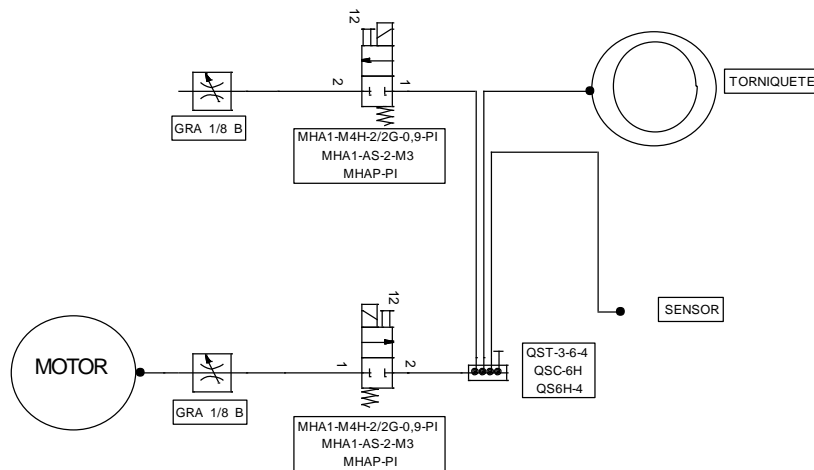 12
2
1
TORNIQUETE
GRA 1/8 B
MHA1-M4H-2/2G-0,9-PI
MHA1-AS-2-M3
MHAP-PI
12
SENSOR
MOTOR
1
2
QST-3-6-4
QSC-6H
QS6H-4
GRA 1/8 B
MHA1-M4H-2/2G-0,9-PI
MHA1-AS-2-M3
MHAP-PI